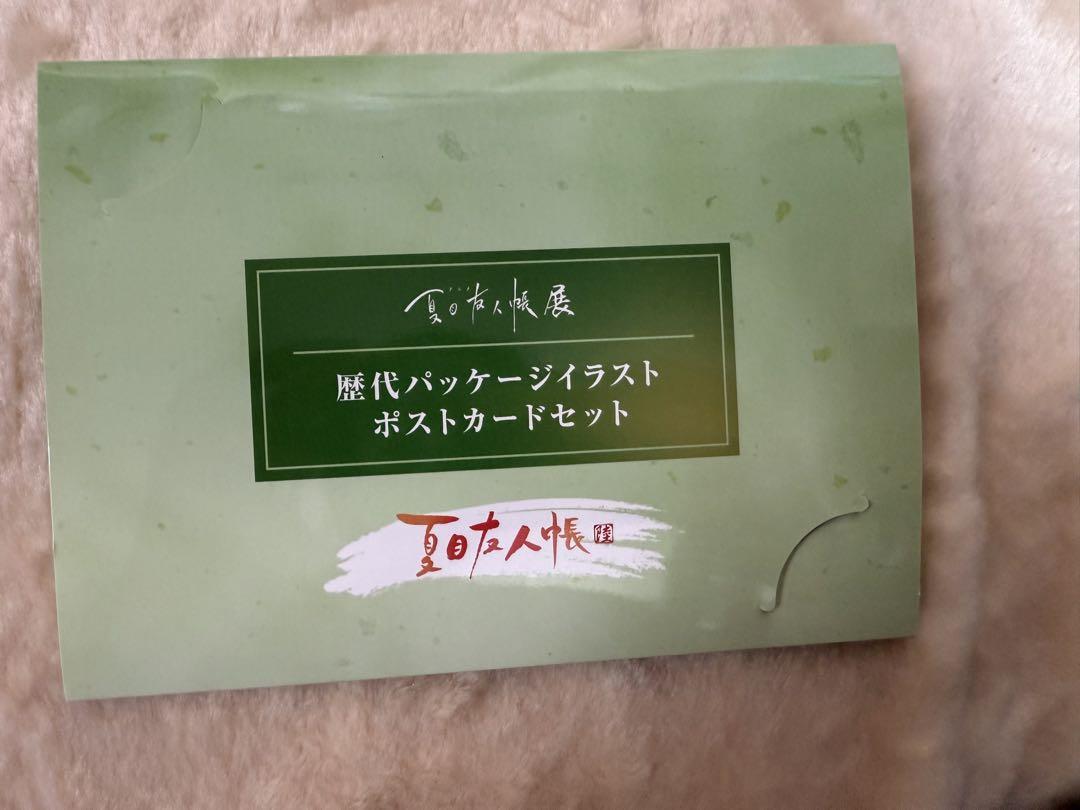 夏目友人帳展
歴代パッケージイラスト
ポストカードセット
夏目友人帳 陸